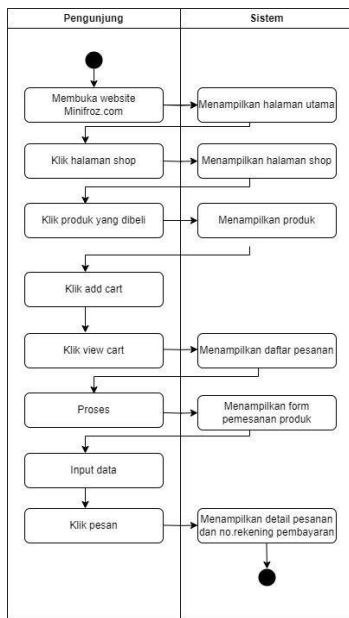 Pengunjung
Sistem
Membuka website
Minifroz.com
Menampilkan halaman utama
Klik halaman shop
Menampilkan halaman shop
Klik produk yang dibeli
Menampilkan produk
Klik add cart
Klik view cart
Menampilkan daftar pesanan
Proses
Menampilkan form
pemesanan produk
Input data
Klik pesan
Menampilkan detail pesanan
dan no.rekening pembayaran